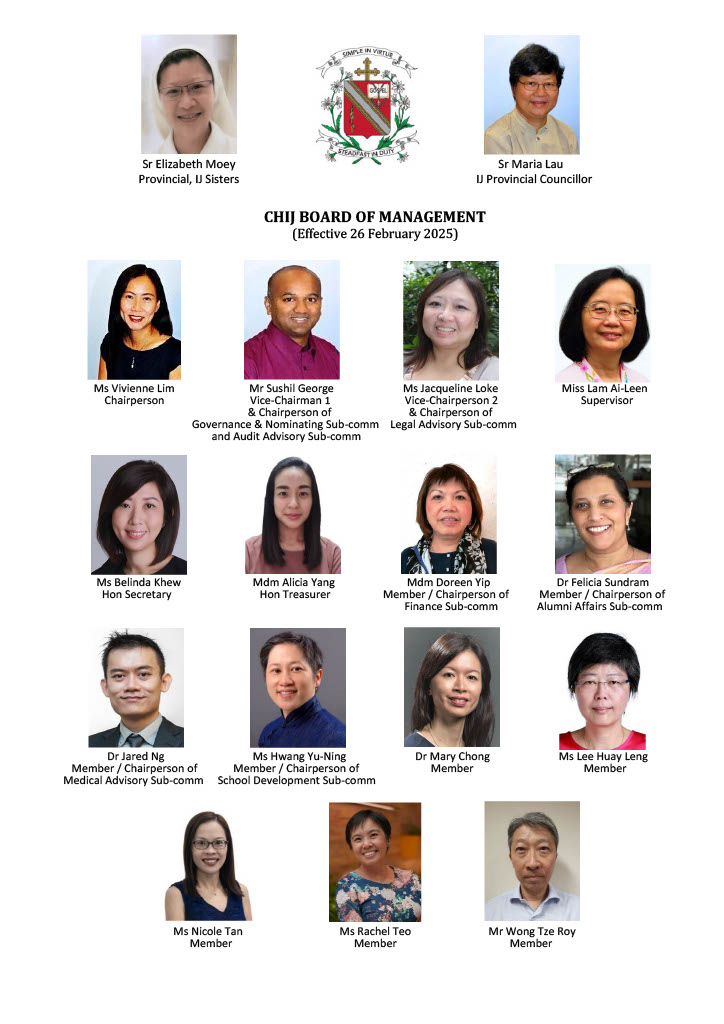 SIMPLE IN VIRTUE
GOSPEL
STEADFAST IN DUTY
Sr Elizabeth Moey
Provincial, IJ Sisters
Sr Maria Lau
IJ Provincial Councillor
CHIJ BOARD OF MANAGEMENT
(Effective 26 February 2025)
Ms Vivienne Lim
Chairperson
Mr Sushil George
Vice-Chairman 1
& Chairperson of
Governance & Nominating Sub-comm
and Audit Advisory Sub-comm
Ms Jacqueline Loke
Vice-Chairperson 2
& Chairperson of
Legal Advisory Sub-comm
Miss Lam Ai-Leen
Supervisor
Ms Belinda Khew
Hon Secretary
Mdm Alicia Yang
Hon Treasurer
Mdm Doreen Yip
Member / Chairperson of
Finance Sub-comm
Dr Felicia Sundram
Member / Chairperson of
Alumni Affairs Sub-comm
Dr Jared Ng
Member / Chairperson of
Medical Advisory Sub-comm
Ms Hwang Yu-Ning
Member / Chairperson of
School Development Sub-comm
Dr Mary Chong
Member
Ms Lee Huay Leng
Member
Ms Nicole Tan
Member
Ms Rachel Teo
Member
Mr Wong Tze Roy
Member